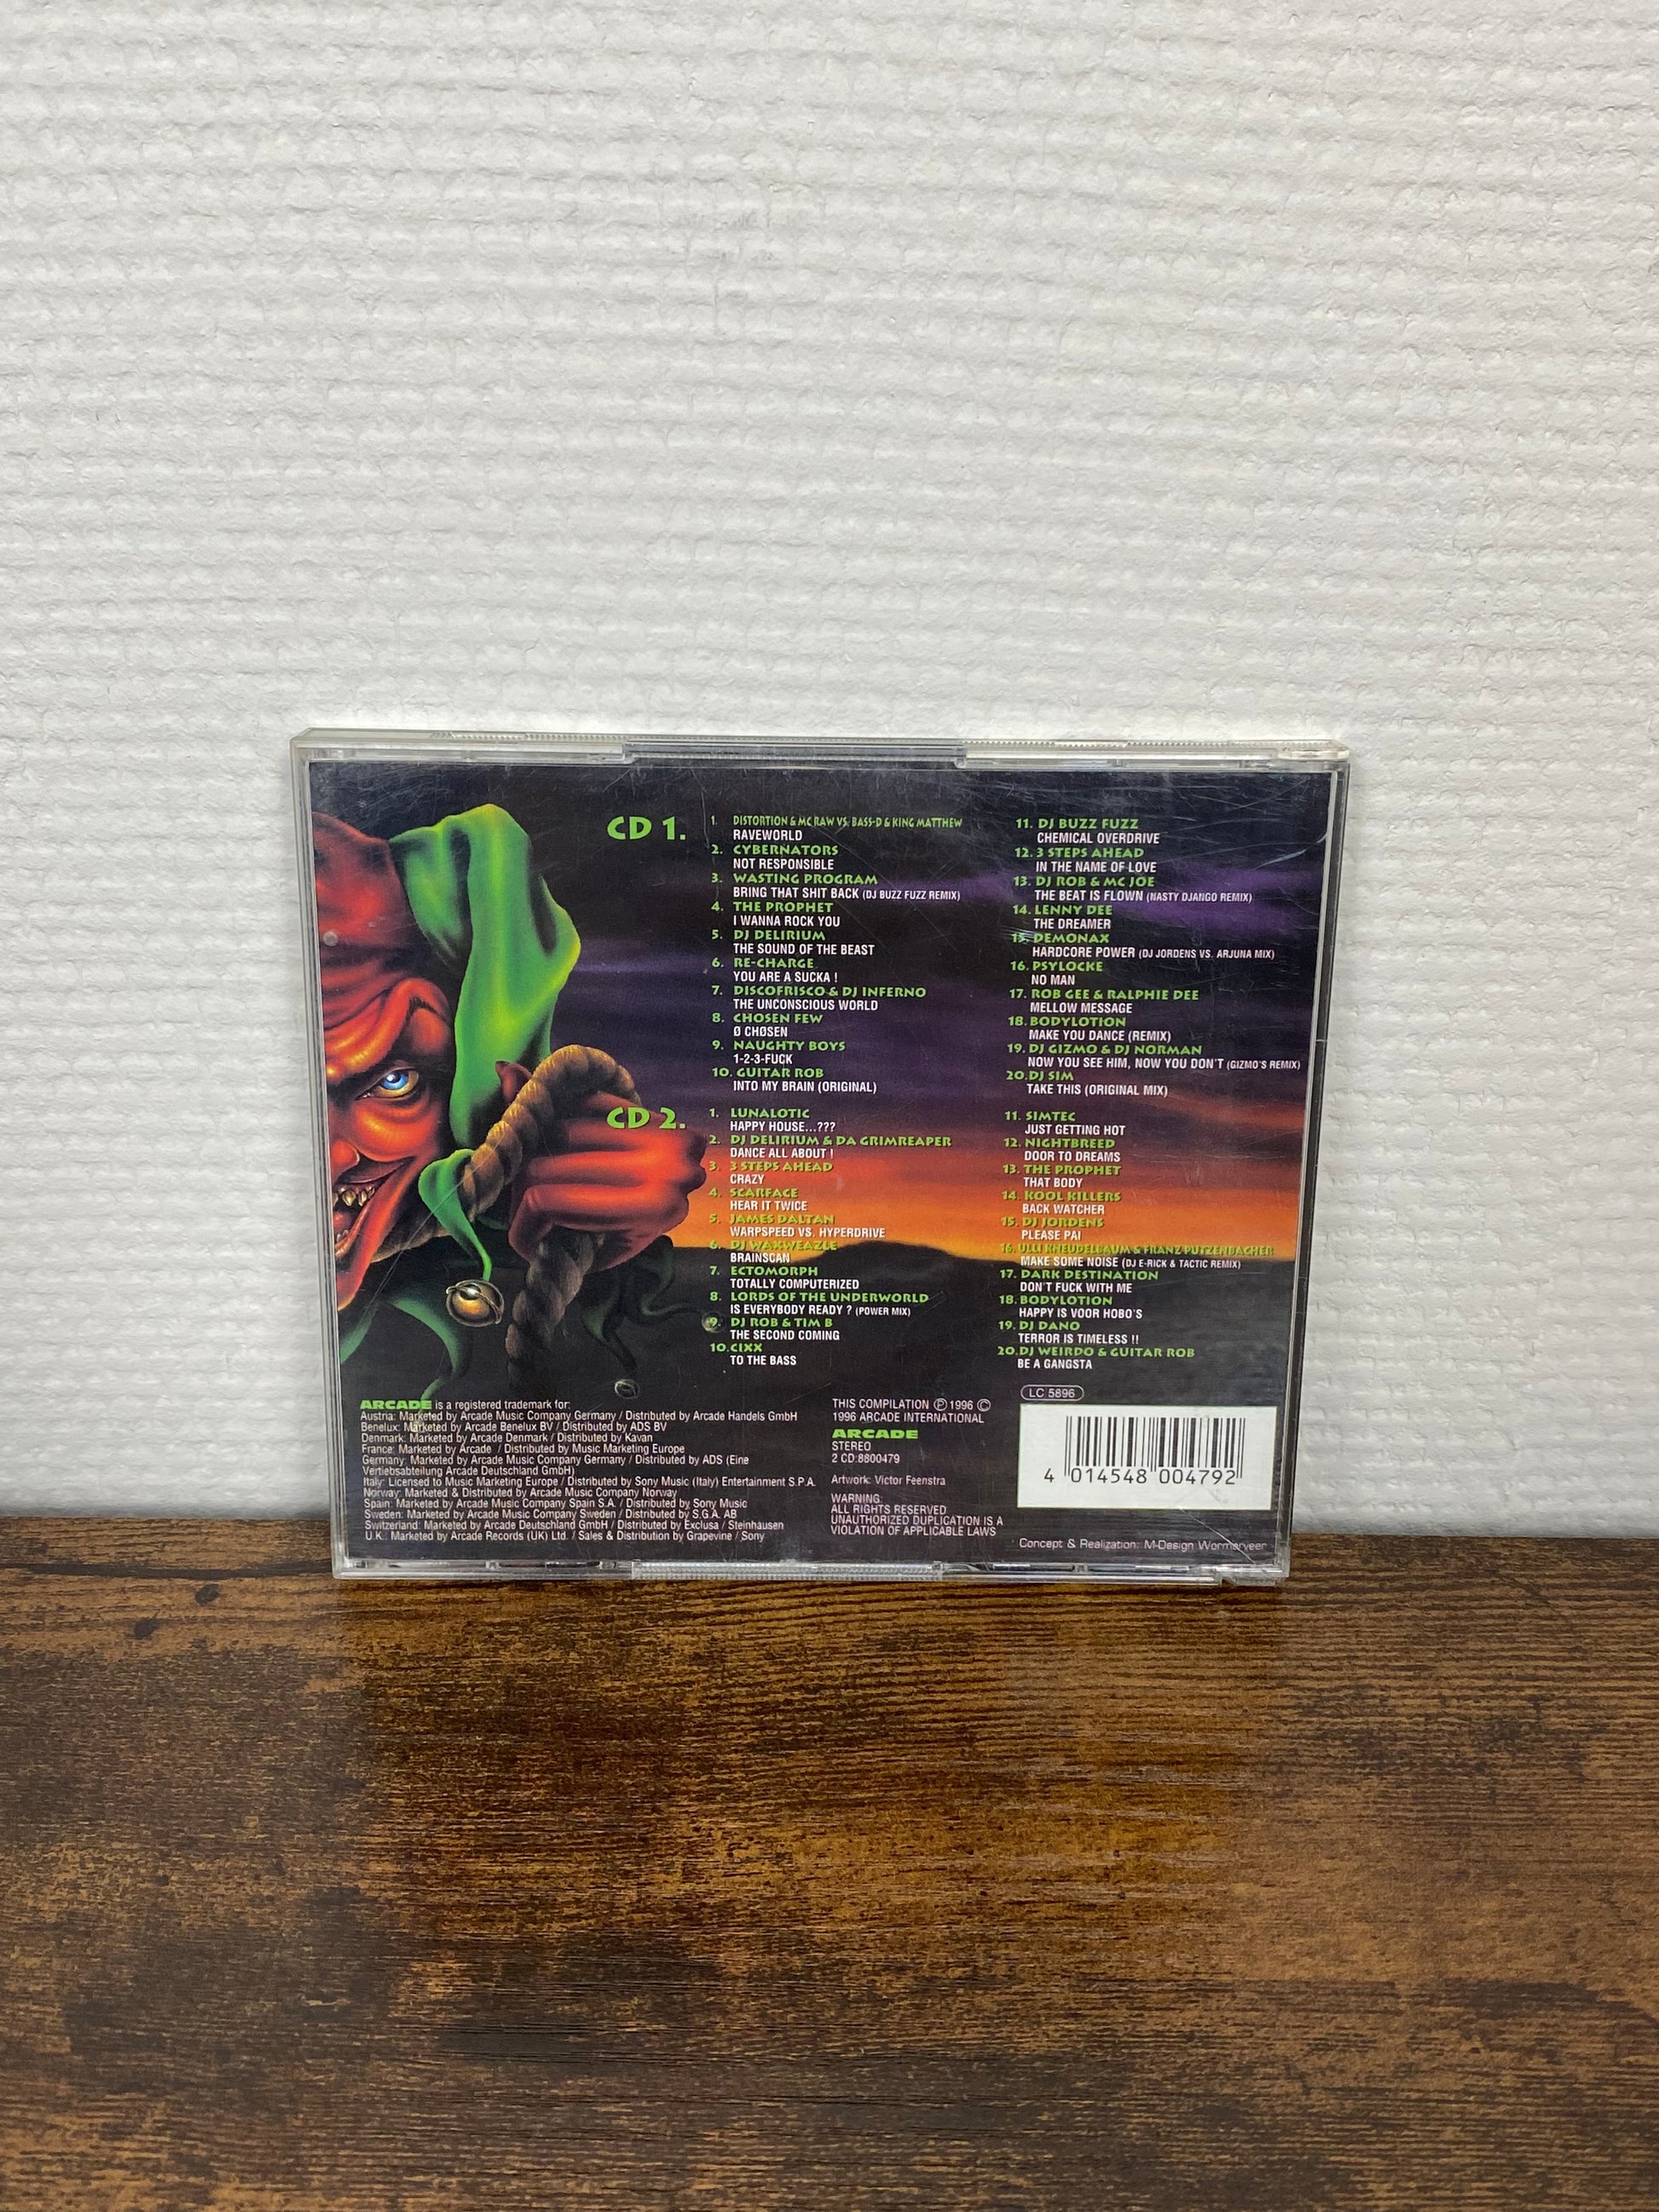 CD 1.
1. DISTORTION & MC RAW VS. BASS-D & KING MATTHEW
RAVEWORLD
2. CYBERNATORS
NOT RESPONSIBLE
3. WASTING PROGRAM
BRING THAT SHIT BACK (DJ BUZZ FUZZ REMIX)
4. THE PROPHET
I WANNA ROCK YOU
5. DJ DELIRIUM
THE SOUND OF THE BEAST
6. RE-CHARGE
YOU ARE A SUCKA !
7. DISCOFRISCO & DJ INFERNO
THE UNCONSCIOUS WORLD
8. CHOSEN FEW
Ø CHØSEN
9. NAUGHTY BOYS
1-2-3-FUCK
10. GUITAR ROB
INTO MY BRAIN (ORIGINAL)
11. DJ BUZZ FUZZ
CHEMICAL OVERDRIVE
12. 3 STEPS AHEAD
IN THE NAME OF LOVE
13. DJ ROB & MC JOE
THE BEAT IS FLOWN (NASTY DJANGO REMIX)
14. LENNY DEE
THE DREAMER
15. DEMONAX
HARDCORE POWER (DJ JORDENS VS. ARJUNA MIX)
16. PSYLOCKE
NO MAN
17. ROB GEE & RALPHIE DEE
MELLOW MESSAGE
18. BODYLOTION
MAKE YOU DANCE (REMIX)
19. DJ GIZMO & DJ NORMAN
NOW YOU SEE HIM, NOW YOU DON'T (GIZMO'S REMIX)
20. DJ SIM
TAKE THIS (ORIGINAL MIX)
CD 2.
1. LUNALOTIC
HAPPY HOUSE...???
2. DJ DELIRIUM & DA GRIMREAPER
DANCE ALL ABOUT !
3. 3 STEPS AHEAD
CRAZY
4. SCARFACE
HEAR IT TWICE
5. JAMES DALTAN
WARPSPEED VS. HYPERDRIVE
6. DJ WAXWEAZLE
BRAINSCAN
7. ECTOMORPH
TOTALLY COMPUTERIZED
8. LORDS OF THE UNDERWORLD
IS EVERYBODY READY ? (POWER MIX)
9. DJ ROB & TIM B
THE SECOND COMING
10. CIXX
TO THE BASS
11. SIMTEC
JUST GETTING HOT
12. NIGHTBREED
DOOR TO DREAMS
13. THE PROPHET
THAT BODY
14. KOOL KILLERS
BACK WATCHER
15. DJ JORDENS
PLEASE PAI
16. ULLI KNEUDELBAUM & FRANZ PUTZENBACHER
MAKE SOME NOISE (DJ E-RICK & TACTIC REMIX)
17. DARK DESTINATION
DON'T FUCK WITH ME
18. BODYLOTION
HAPPY IS VOOR HOBO'S
19. DJ DANO
TERROR IS TIMELESS !!
20. DJ WEIRDO & GUITAR ROB
BE A GANGSTA
ARCADE is a registered trademark for:
Austria: Marketed by Arcade Music Company Germany / Distributed by Arcade Handels GmbH
Benelux: Marketed by Arcade Benelux BV / Distributed by ADS BV
Denmark: Marketed by Arcade Denmark / Distributed by Kavan
France: Marketed by Arcade / Distributed by Music Marketing Europe
Germany: Marketed by Arcade Music Company Germany / Distributed by ADS (Eine
Vertiebsabteilung Arcade Deutschland GmbH)
Italy: Licensed to Music Marketing Europe / Distributed by Sony Music (Italy) Entertainment S.P.A.
Norway: Marketed & Distributed by Arcade Music Company Norway
Spain: Marketed by Arcade Music Company Spain S.A. / Distributed by Sony Music
Sweden: Marketed by Arcade Music Company Sweden / Distributed by S.G.A. AB
Switzerland: Marketed by Arcade Deutschland GmbH / Distributed by Exclusa / Steinhausen
U.K.: Marketed by Arcade Records (UK) Ltd. / Sales & Distribution by Grapevine / Sony
THIS COMPILATION Ⓟ 1996 ©
1996 ARCADE INTERNATIONAL
ARCADE
STEREO
2 CD:8800479
Artwork: Victor Feenstra
WARNING:
ALL RIGHTS RESERVED
UNAUTHORIZED DUPLICATION IS A
VIOLATION OF APPLICABLE LAWS
LC 5896
4 014548 004792
Concept & Realization: M-Design Wormerveer